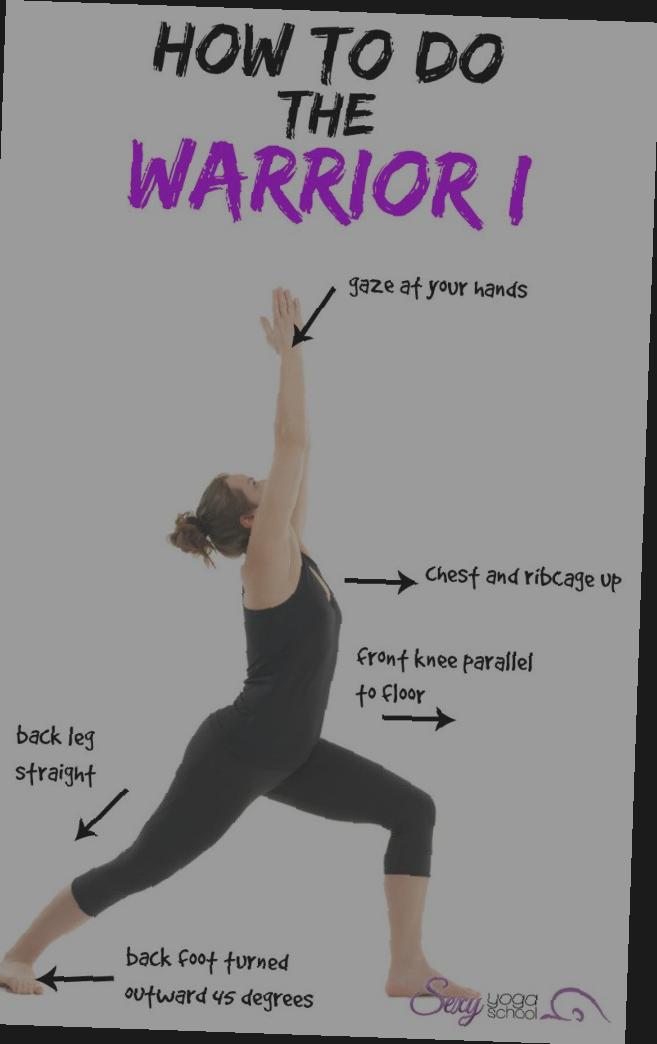 HOW TO DO
THE
WARRIOR I
gaze at your hands
Chest and ribcage up
front knee parallel
to floor
back leg
straight
back foot turned
outward 45 degrees
Sexy yoga
school